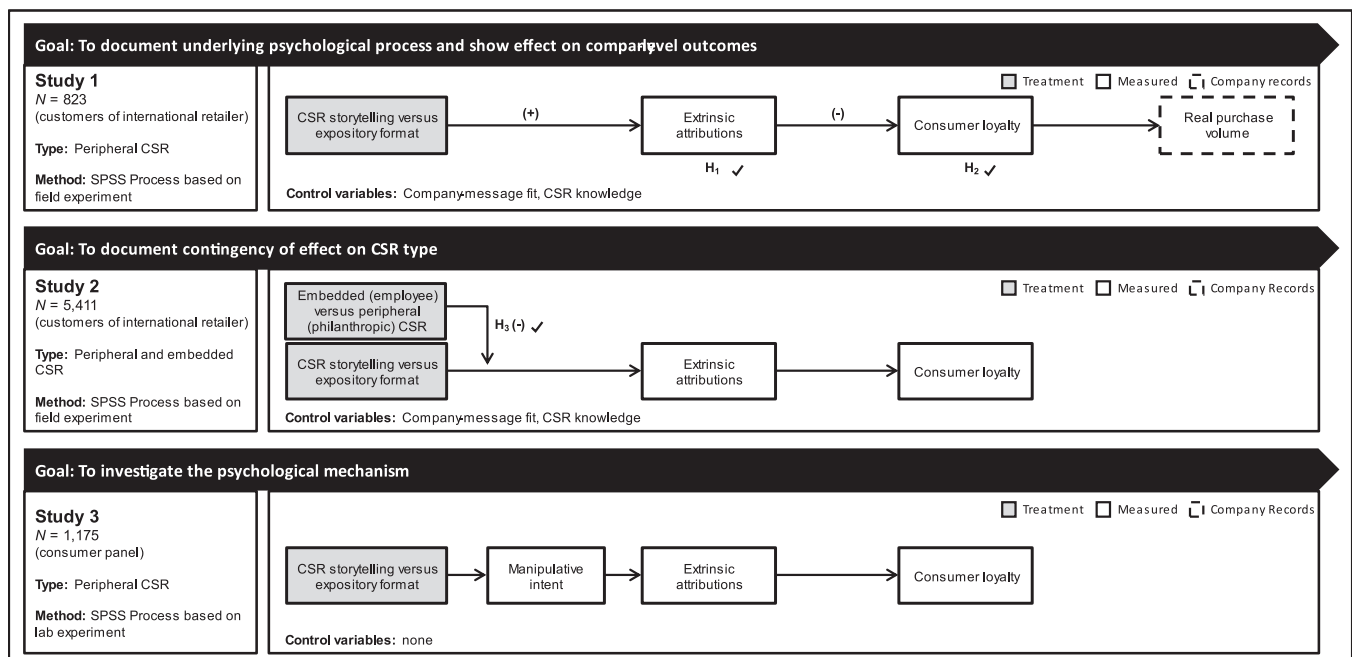 Goal: To document underlying psychological process and show effect on company-level outcomes
Study 1
N = 823
(customers of international retailer)
Type: Peripheral CSR
Method: SPSS Process based on
field experiment
Treatment Measured Company records
CSR storytelling versus
expository format
(+)
Extrinsic
attributions
(-)
Consumer loyalty
Real purchase
volume
H1 ✓
H2 ✓
Control variables: Company-message fit, CSR knowledge
Goal: To document contingency of effect on CSR type
Study 2
N = 5,411
(customers of international retailer)
Type: Peripheral and embedded
CSR
Method: SPSS Process based on
field experiment
Treatment Measured Company Records
Embedded (employee)
versus peripheral
(philanthropic) CSR
H3 (-) ✓
CSR storytelling versus
expository format
Extrinsic
attributions
Consumer loyalty
Control variables: Company-message fit, CSR knowledge
Goal: To investigate the psychological mechanism
Study 3
N = 1,175
(consumer panel)
Type: Peripheral CSR
Method: SPSS Process based on
lab experiment
Treatment Measured Company Records
CSR storytelling versus
expository format
Manipulative
intent
Extrinsic
attributions
Consumer loyalty
Control variables: none